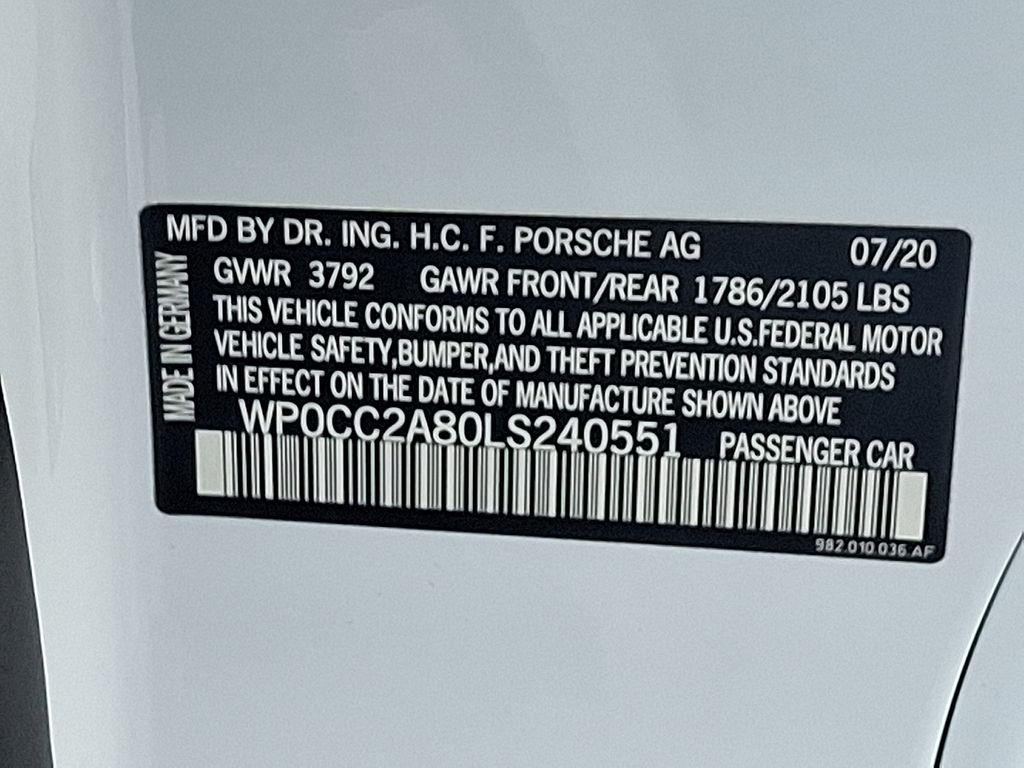 MFD BY DR. ING. H.C. F. PORSCHE AG 07/20
GVWR 3792 GAWR FRONT/REAR 1786/2105 LBS
THIS VEHICLE CONFORMS TO ALL APPLICABLE U.S.FEDERAL MOTOR
VEHICLE SAFETY,BUMPER,AND THEFT PREVENTION STANDARDS
IN EFFECT ON THE DATE OF MANUFACTURE SHOWN ABOVE
WP0CC2A80LS240551 PASSENGER CAR
982.010.036.AF
MADE IN GERMANY